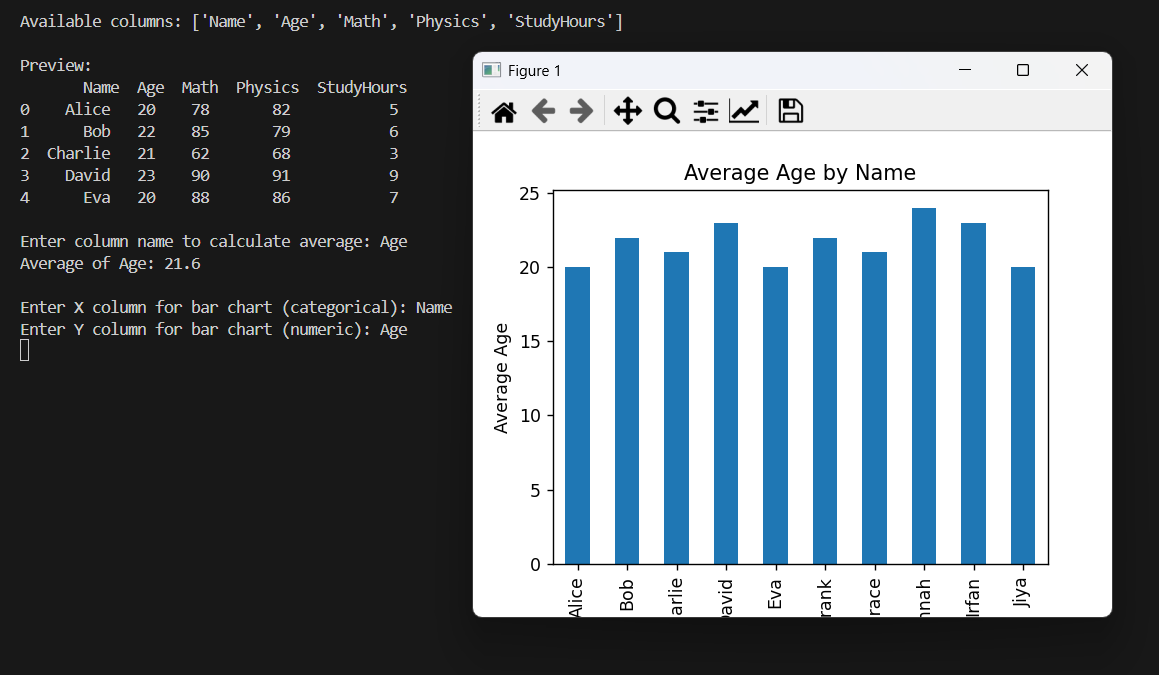 Available columns: ['Name', 'Age', 'Math', 'Physics', 'StudyHours']
Preview:
Name Age Math Physics StudyHours
0 Alice 20 78 82 5
1 Bob 22 85 79 6
2 Charlie 21 62 68 3
3 David 23 90 91 9
4 Eva 20 88 86 7
Enter column name to calculate average: Age
Average of Age: 21.6
Enter X column for bar chart (categorical): Name
Enter Y column for bar chart (numeric): Age
Figure 1
Average Age by Name
Average Age
25
20
15
10
5
0
Alice
Bob
arlie
avid
Eva
rank
race
nnah
Irfan
Jiya